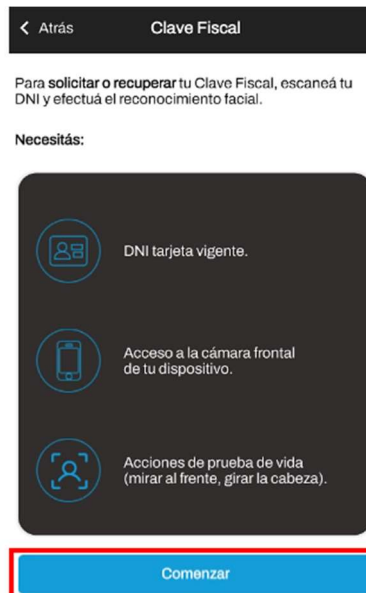 Atrás
Clave Fiscal
Para solicitar o recuperar tu Clave Fiscal, escaneá tu
DNI y efectuá el reconocimiento facial.
Necesitás:
DNI tarjeta vigente.
Acceso a la cámara frontal
de tu dispositivo.
Acciones de prueba de vida
(mirar al frente, girar la cabeza).
Comenzar